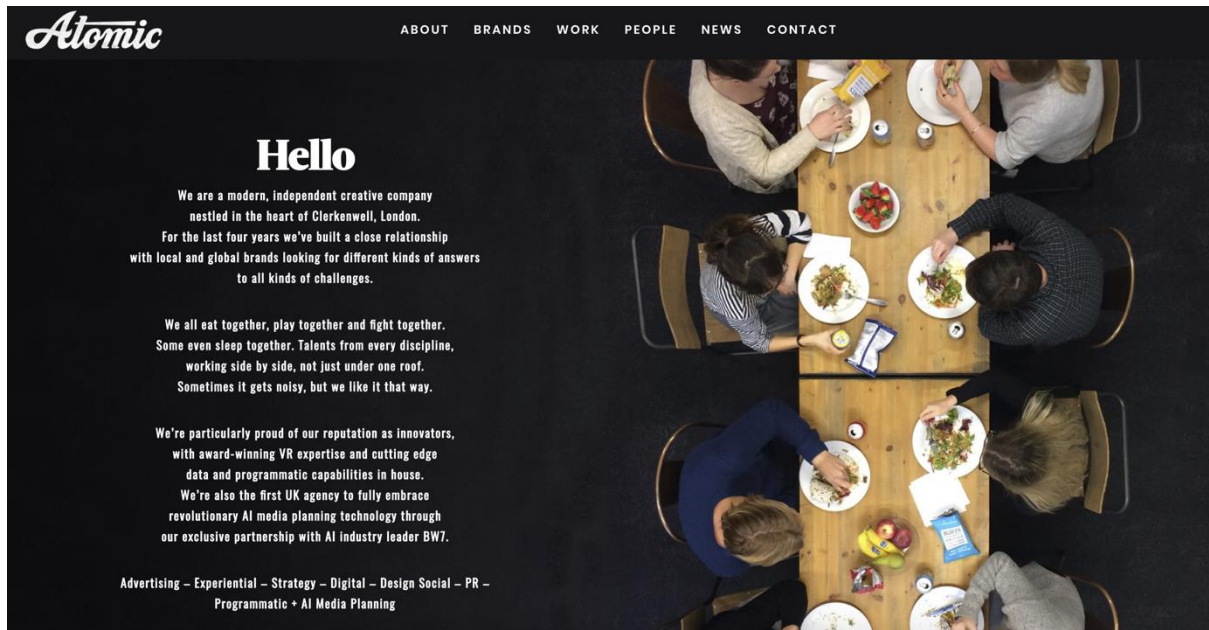 Atomic
ABOUT BRANDS WORK PEOPLE NEWS CONTACT
Hello
We are a modern, independent creative company
nestled in the heart of Clerkenwell, London.
For the last four years we've built a close relationship
with local and global brands looking for different kinds of answers
to all kinds of challenges.
We all eat together, play together and fight together.
Some even sleep together. Talents from every discipline,
working side by side, not just under one roof.
Sometimes it gets noisy, but we like it that way.
We're particularly proud of our reputation as innovators,
with award-winning VR expertise and cutting edge
data and programmatic capabilities in house.
We're also the first UK agency to fully embrace
revolutionary AI media planning technology through
our exclusive partnership with AI industry leader BW7.
Advertising – Experiential – Strategy – Digital – Design Social – PR –
Programmatic + AI Media Planning